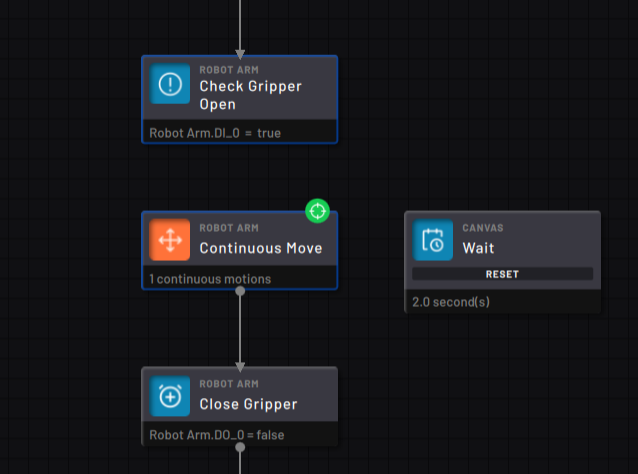 ROBOT ARM
Check Gripper
Open
Robot Arm.DI_0 = true
ROBOT ARM
Continuous Move
1 continuous motions
CANVAS
Wait
RESET
2.0 second(s)
ROBOT ARM
Close Gripper
Robot Arm.DO_0 = false